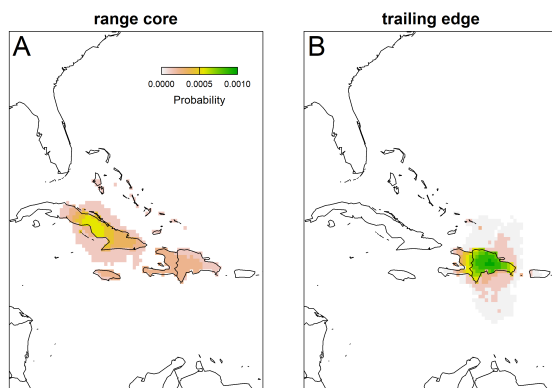 range core
trailing edge
A
B
0.0000 0.0005 0.0010
Probability